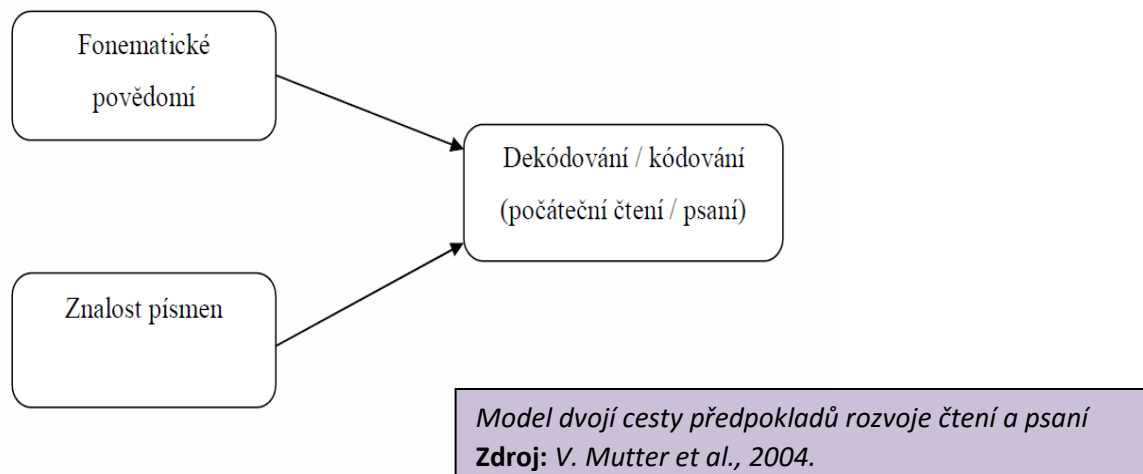 Fonematické
povědomí
Dekódování / kódování
(počáteční čtení / psaní)
Znalost písmen
Model dvojí cesty předpokladů rozvoje čtení a psaní
Zdroj: V. Mutter et al., 2004.